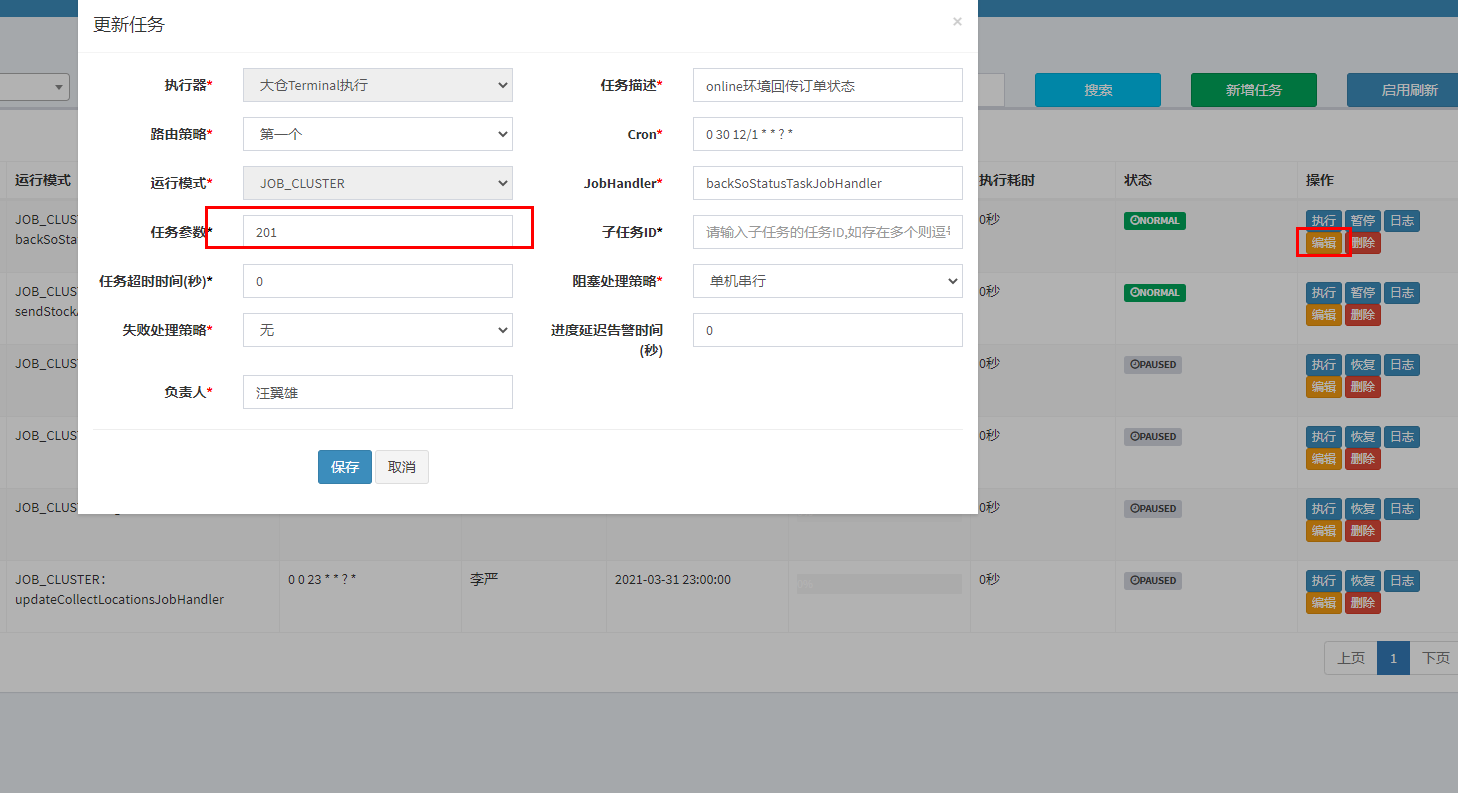 更新任务
×
执行器*
大仓Terminal执行
任务描述*
online环境回传订单状态
路由策略*
第一个
Cron*
0 30 12/1 * * ? *
运行模式*
JOB_CLUSTER
JobHandler*
backSoStatusTaskJobHandler
任务参数*
201
子任务ID*
请输入子任务的任务ID,如存在多个则逗
任务超时时间(秒)*
0
阻塞处理策略*
单机串行
失败处理策略*
无
进度延迟告警时间
(秒)
0
负责人*
汪翼雄
保存
取消
搜索
新增任务
启用刷新
运行模式
执行耗时
状态
操作
JOB_CLUS
backSoSta
0秒
NORMAL
执行 暂停 日志
编辑 删除
JOB_CLUS
sendStock
0秒
NORMAL
执行 暂停 日志
编辑 删除
JOB_CLUS
0秒
PAUSED
执行 恢复 日志
编辑 删除
JOB_CLUS
0秒
PAUSED
执行 恢复 日志
编辑 删除
JOB_CLUS
0秒
PAUSED
执行 恢复 日志
编辑 删除
JOB_CLUSTER：
updateCollectLocationsJobHandler
0 0 23 * * ? *
李严
2021-03-31 23:00:00
0秒
PAUSED
执行 恢复 日志
编辑 删除
上页
1
下页